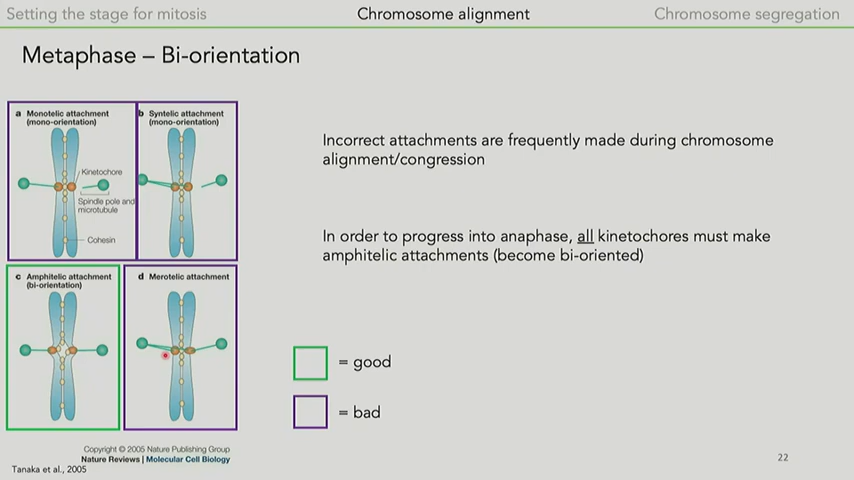 Setting the stage for mitosis
Chromosome alignment
Chromosome segregation
Metaphase – Bi-orientation
a Monotelic attachment
(mono-orientation)
Kinetochore
Spindle pole and
microtubule
Cohesin
b Syntelic attachment
(mono-orientation)
c Amphitelic attachment
(bi-orientation)
d Merotelic attachment
Incorrect attachments are frequently made during chromosome
alignment/congression
In order to progress into anaphase, all kinetochores must make
amphitelic attachments (become bi-oriented)
= good
= bad
Copyright © 2005 Nature Publishing Group
Nature Reviews | Molecular Cell Biology
Tanaka et al., 2005
22